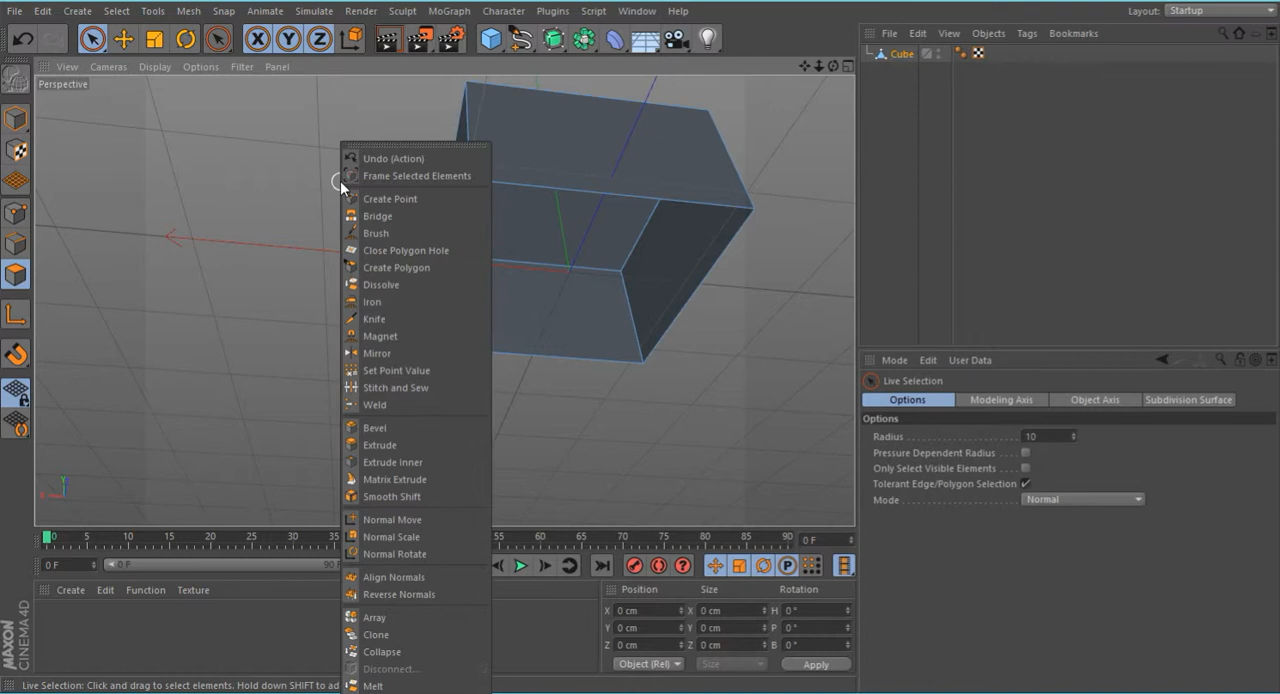 File Edit Create Select Tools Mesh Snap Animate Simulate Render Sculpt MoGraph Character Plugins Script Window Help Layout: Startup
X Y Z
File Edit View Objects Tags Bookmarks
Cube
View Cameras Display Options Filter Panel
Perspective
Undo (Action)
Frame Selected Elements
Create Point
Bridge
Brush
Close Polygon Hole
Create Polygon
Dissolve
Iron
Knife
Magnet
Mirror
Set Point Value
Stitch and Sew
Weld
Bevel
Extrude
Extrude Inner
Matrix Extrude
Smooth Shift
Normal Move
Normal Scale
Normal Rotate
Align Normals
Reverse Normals
Array
Clone
Collapse
Disconnect...
Melt
Mode Edit User Data
Live Selection
Options Modeling Axis Object Axis Subdivision Surface
Options
Radius 10
Pressure Dependent Radius
Only Select Visible Elements
Tolerant Edge/Polygon Selection
Mode Normal
Y
X
0 5 10 15 20 25 30 35 55 60 65 70 75 80 85 90 0 F
0 F 0 F 90 F
P
Create Edit Function Texture
Position Size Rotation
X 0 cm X 0 cm H 0 °
Y 0 cm Y 0 cm P 0 °
Z 0 cm Z 0 cm B 0 °
Object (Rel) Size Apply
MAXON CINEMA4D
Live Selection: Click and drag to select elements. Hold down SHIFT to ad